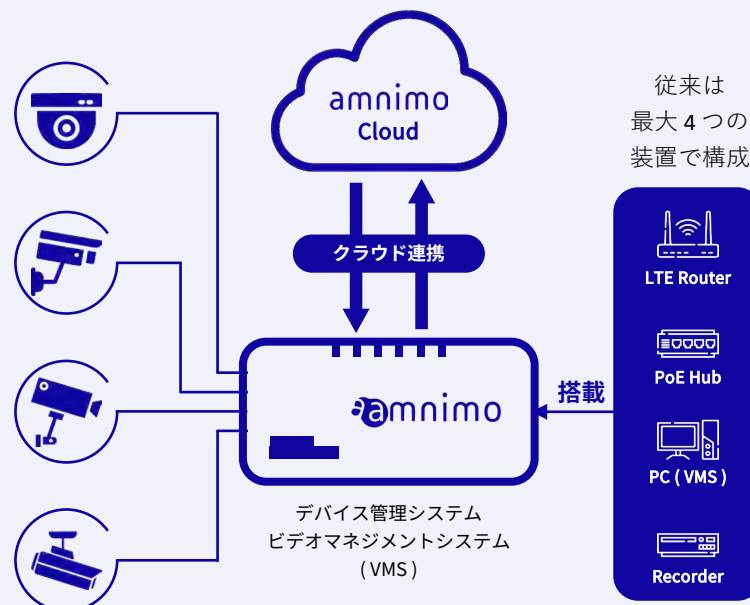 amnimo
Cloud
クラウド連携
amnimo
デバイス管理システム
ビデオマネジメントシステム
( VMS )
搭載
従来は
最大 4 つの
装置で構成
LTE Router
PoE Hub
PC ( VMS )
Recorder